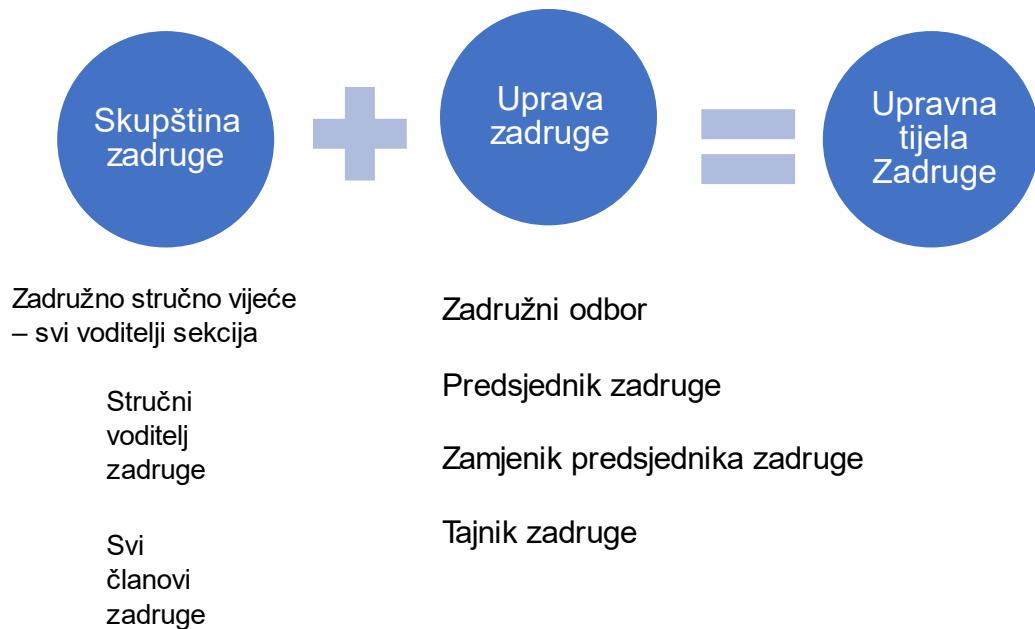 Skupština
zadruge
Uprava
zadruge
Upravna
tijela
Zadruge
Zadružno stručno vijeće
– svi voditelji sekcija
Stručni
voditelj
zadruge
Svi
članovi
zadruge
Zadružni odbor
Predsjednik zadruge
Zamjenik predsjednika zadruge
Tajnik zadruge